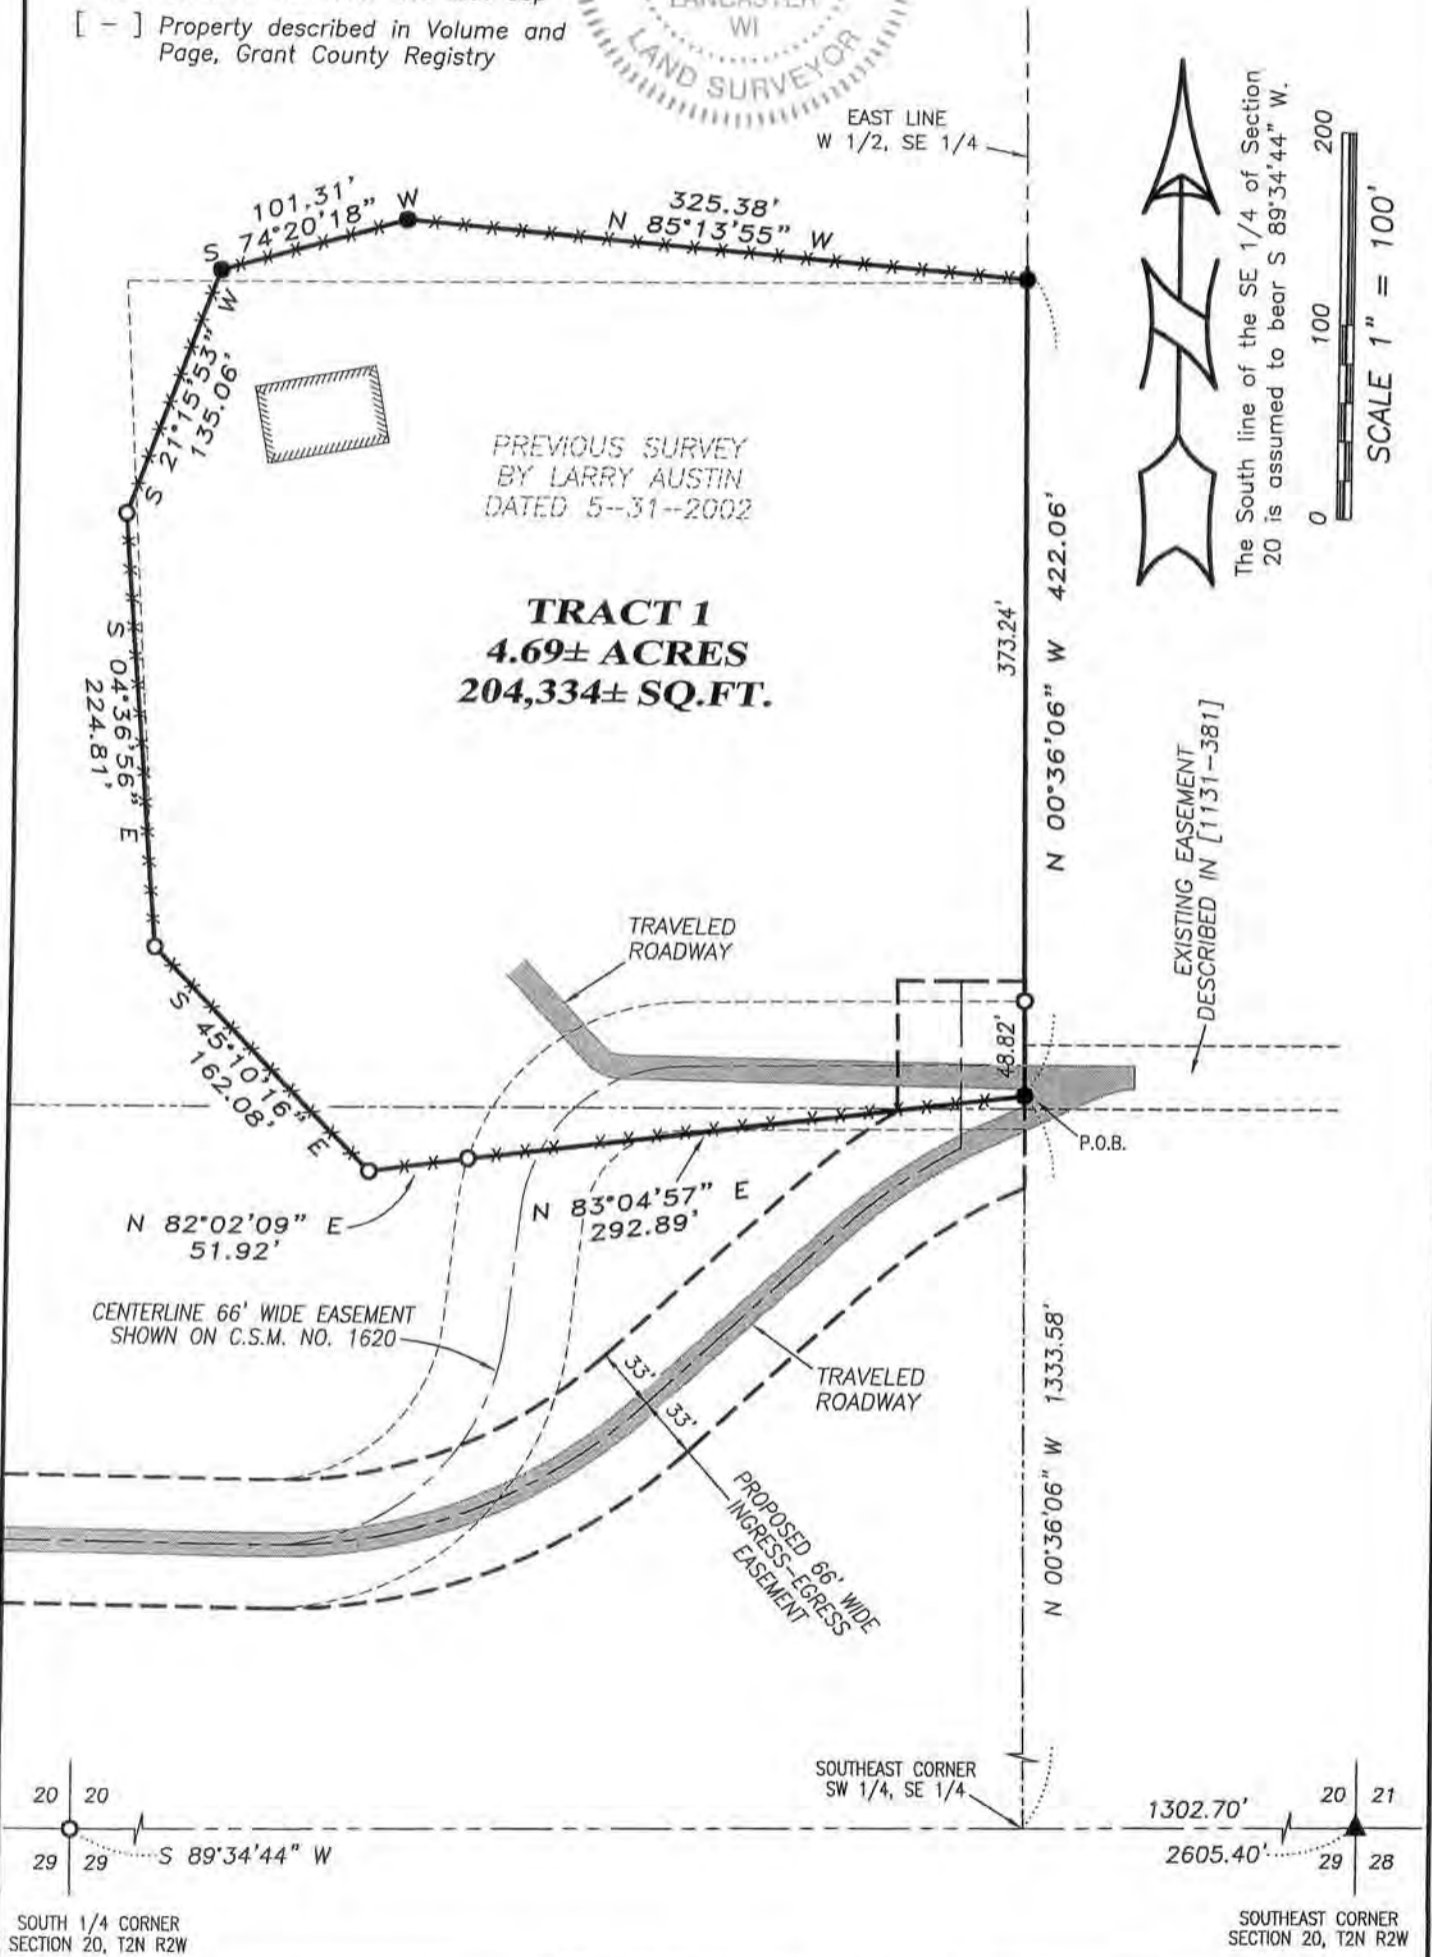 [ - ] Property described in Volume and
Page, Grant County Registry
LANCASTER
WI
LAND SURVEYOR
EAST LINE
W 1/2, SE 1/4
The South line of the SE 1/4 of Section
20 is assumed to bear S 89°34'44" W.
0 100 200
SCALE 1" = 100'
101.31'
S 74°20'18" W
325.38'
N 85°13'55" W
S 21°15'53" W
135.06'
PREVIOUS SURVEY
BY LARRY AUSTIN
DATED 5--31--2002
TRACT 1
4.69± ACRES
204,334± SQ.FT.
373.24'
N 00°36'06" W 422.06'
S 04°36'56" E
224.81'
EXISTING EASEMENT
DESCRIBED IN [1131-381]
TRAVELED
ROADWAY
48.82'
S 45°10'16" E
162.08'
P.O.B.
N 82°02'09" E
51.92'
N 83°04'57" E
292.89'
CENTERLINE 66' WIDE EASEMENT
SHOWN ON C.S.M. NO. 1620
33'
33'
TRAVELED
ROADWAY
N 00°36'06" W 1333.58'
PROPOSED 66' WIDE
INGRESS-EGRESS
EASEMENT
SOUTHEAST CORNER
SW 1/4, SE 1/4
20 20
29 29
S 89°34'44" W
1302.70'
2605.40'
20 21
29 28
SOUTH 1/4 CORNER
SECTION 20, T2N R2W
SOUTHEAST CORNER
SECTION 20, T2N R2W